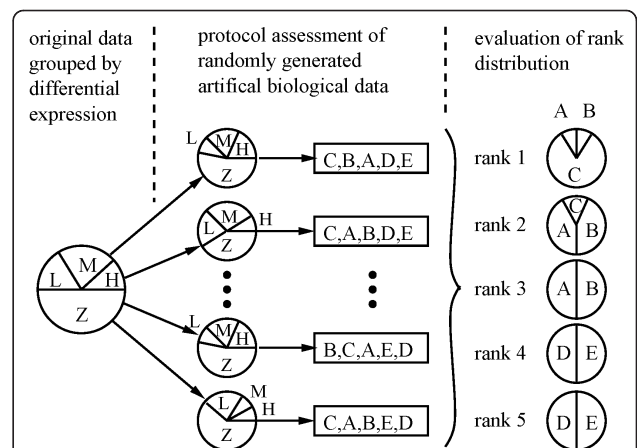 original data
grouped by
differential
expression
protocol assessment of
randomly generated
artifical biological data
evaluation of rank
distribution
L M H Z
L M H
Z
C,B,A,D,E
L M H
Z
C,A,B,D,E
L M H
Z
B,C,A,E,D
L M H
Z
C,A,B,E,D
A B
rank 1
C
rank 2
C
A B
rank 3
A B
rank 4
D E
rank 5
D E